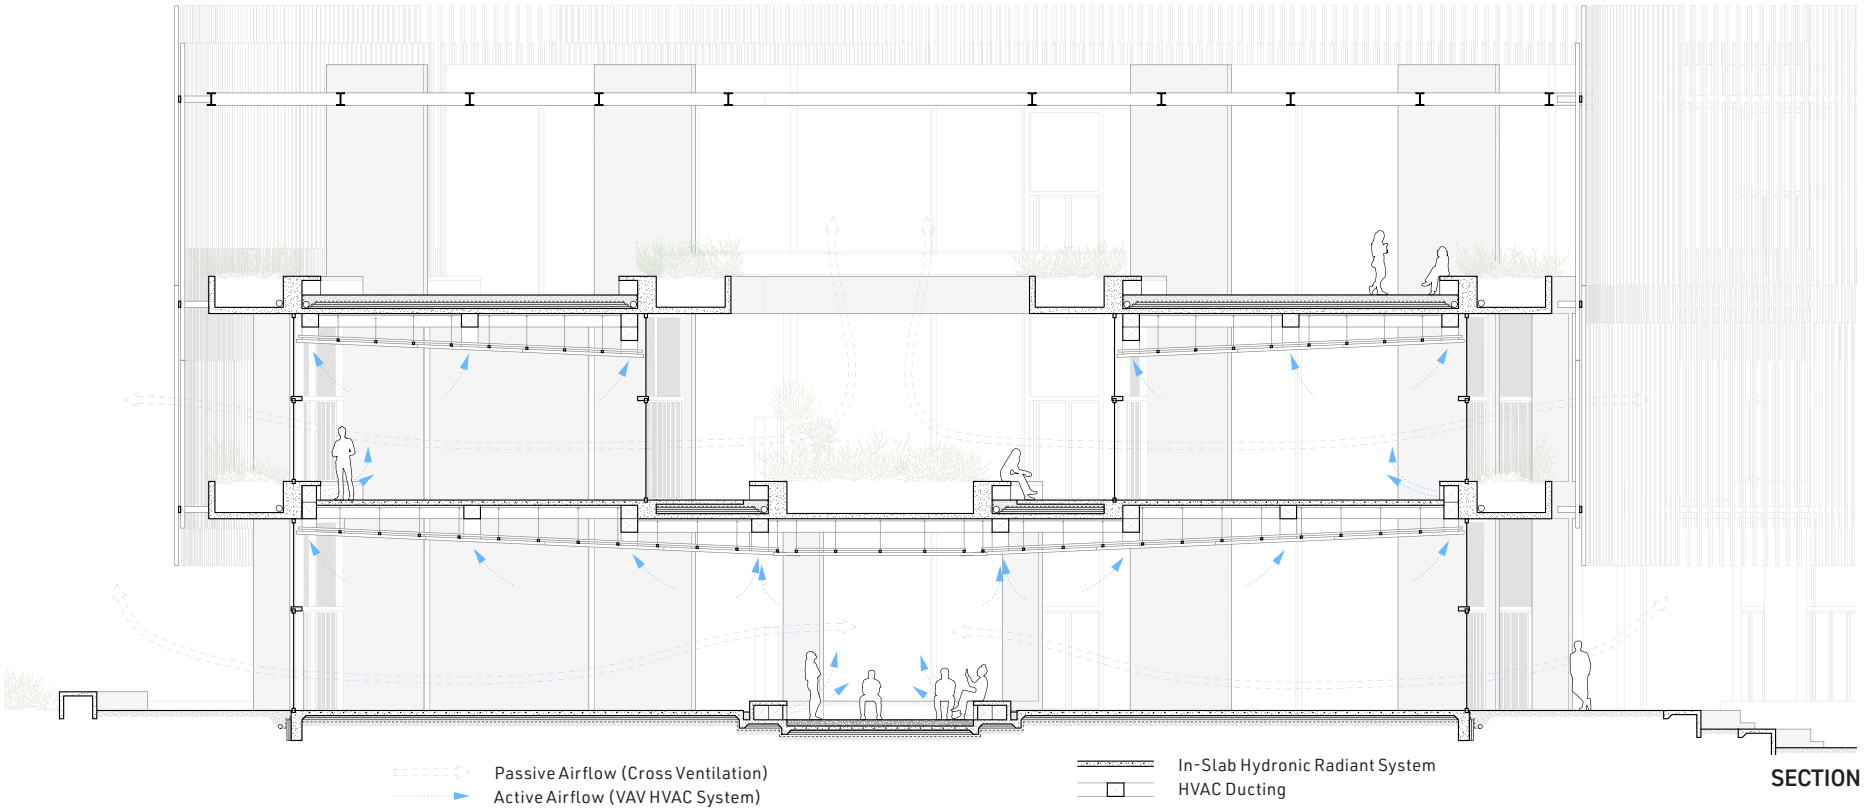 Passive Airflow (Cross Ventilation)
Active Airflow (VAV HVAC System)
In-Slab Hydronic Radiant System
HVAC Ducting
SECTION